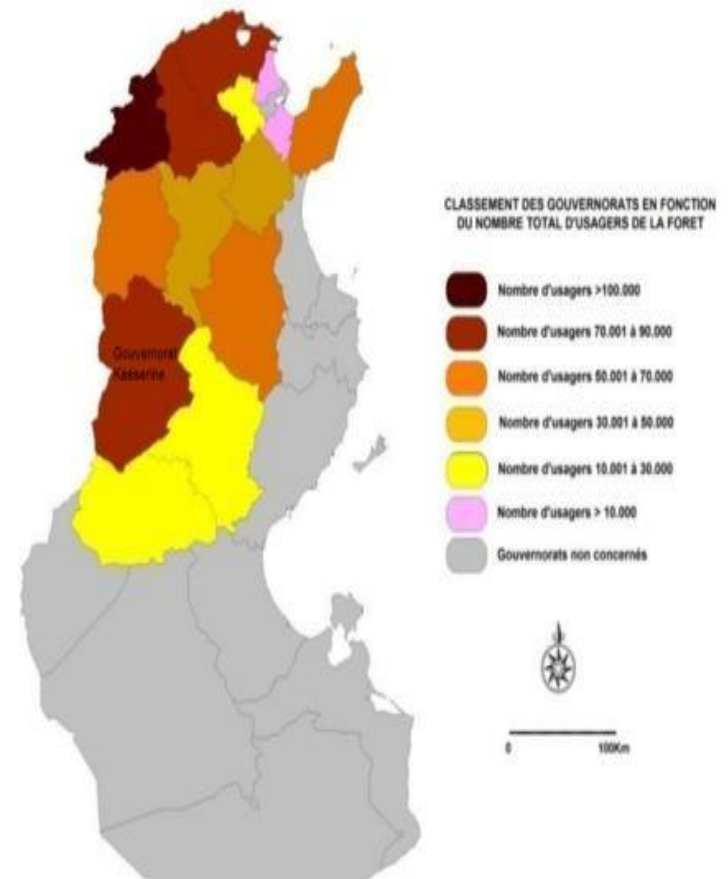 CLASSEMENT DES GOUVERNORATS EN FONCTION
DU NOMBRE TOTAL D'USAGERS DE LA FORET
Nombre d'usagers >100.000
Nombre d'usagers 70.001 à 90.000
Nombre d'usagers 50.001 à 70.000
Nombre d'usagers 30.001 à 50.000
Nombre d'usagers 10.001 à 30.000
Nombre d'usagers > 10.000
Gouvernorats non concernés
Gouvernorat
Kasserine
0 100Km